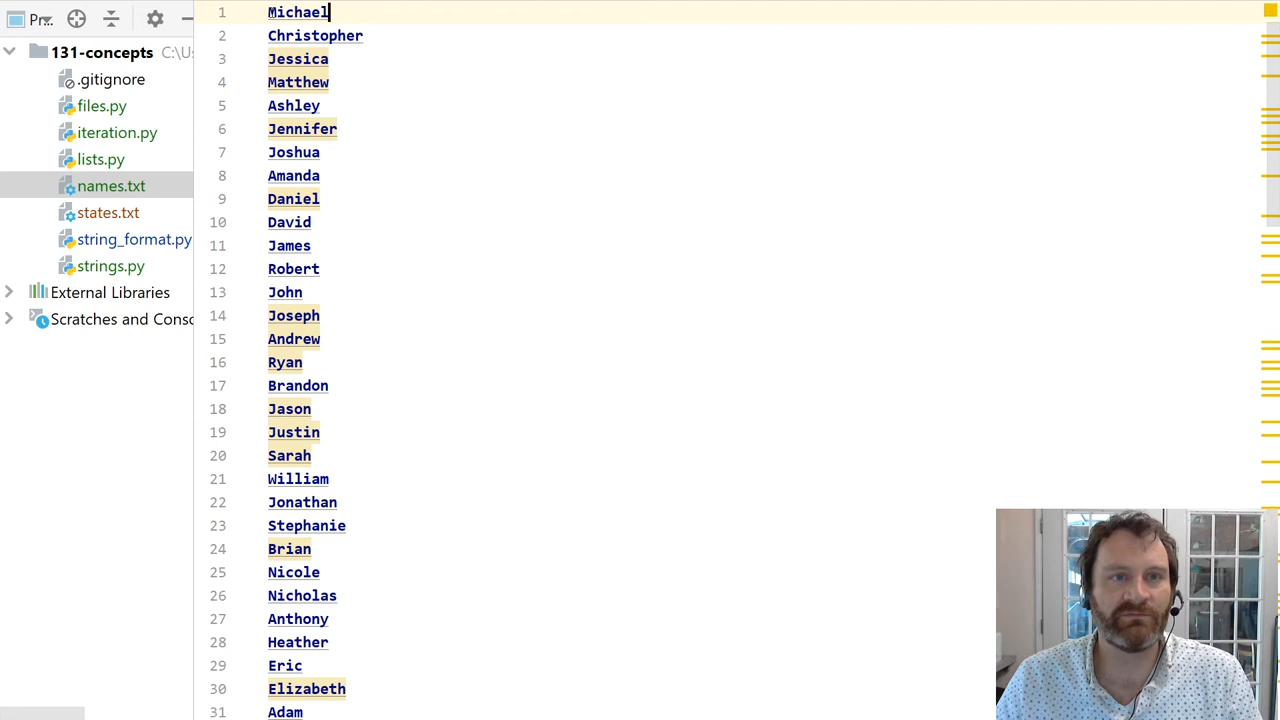 Pr...
131-concepts C:\U
.gitignore
files.py
iteration.py
lists.py
names.txt
states.txt
string_format.py
strings.py
External Libraries
Scratches and Consc
1 Michael
2 Christopher
3 Jessica
4 Matthew
5 Ashley
6 Jennifer
7 Joshua
8 Amanda
9 Daniel
10 David
11 James
12 Robert
13 John
14 Joseph
15 Andrew
16 Ryan
17 Brandon
18 Jason
19 Justin
20 Sarah
21 William
22 Jonathan
23 Stephanie
24 Brian
25 Nicole
26 Nicholas
27 Anthony
28 Heather
29 Eric
30 Elizabeth
31 Adam